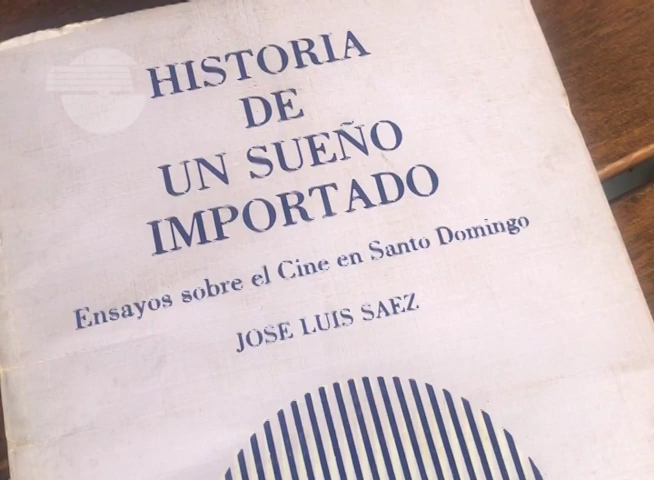 HISTORIA
DE
UN SUEÑO
IMPORTADO
Ensayos sobre el Cine en Santo Domingo
JOSE LUIS SAEZ